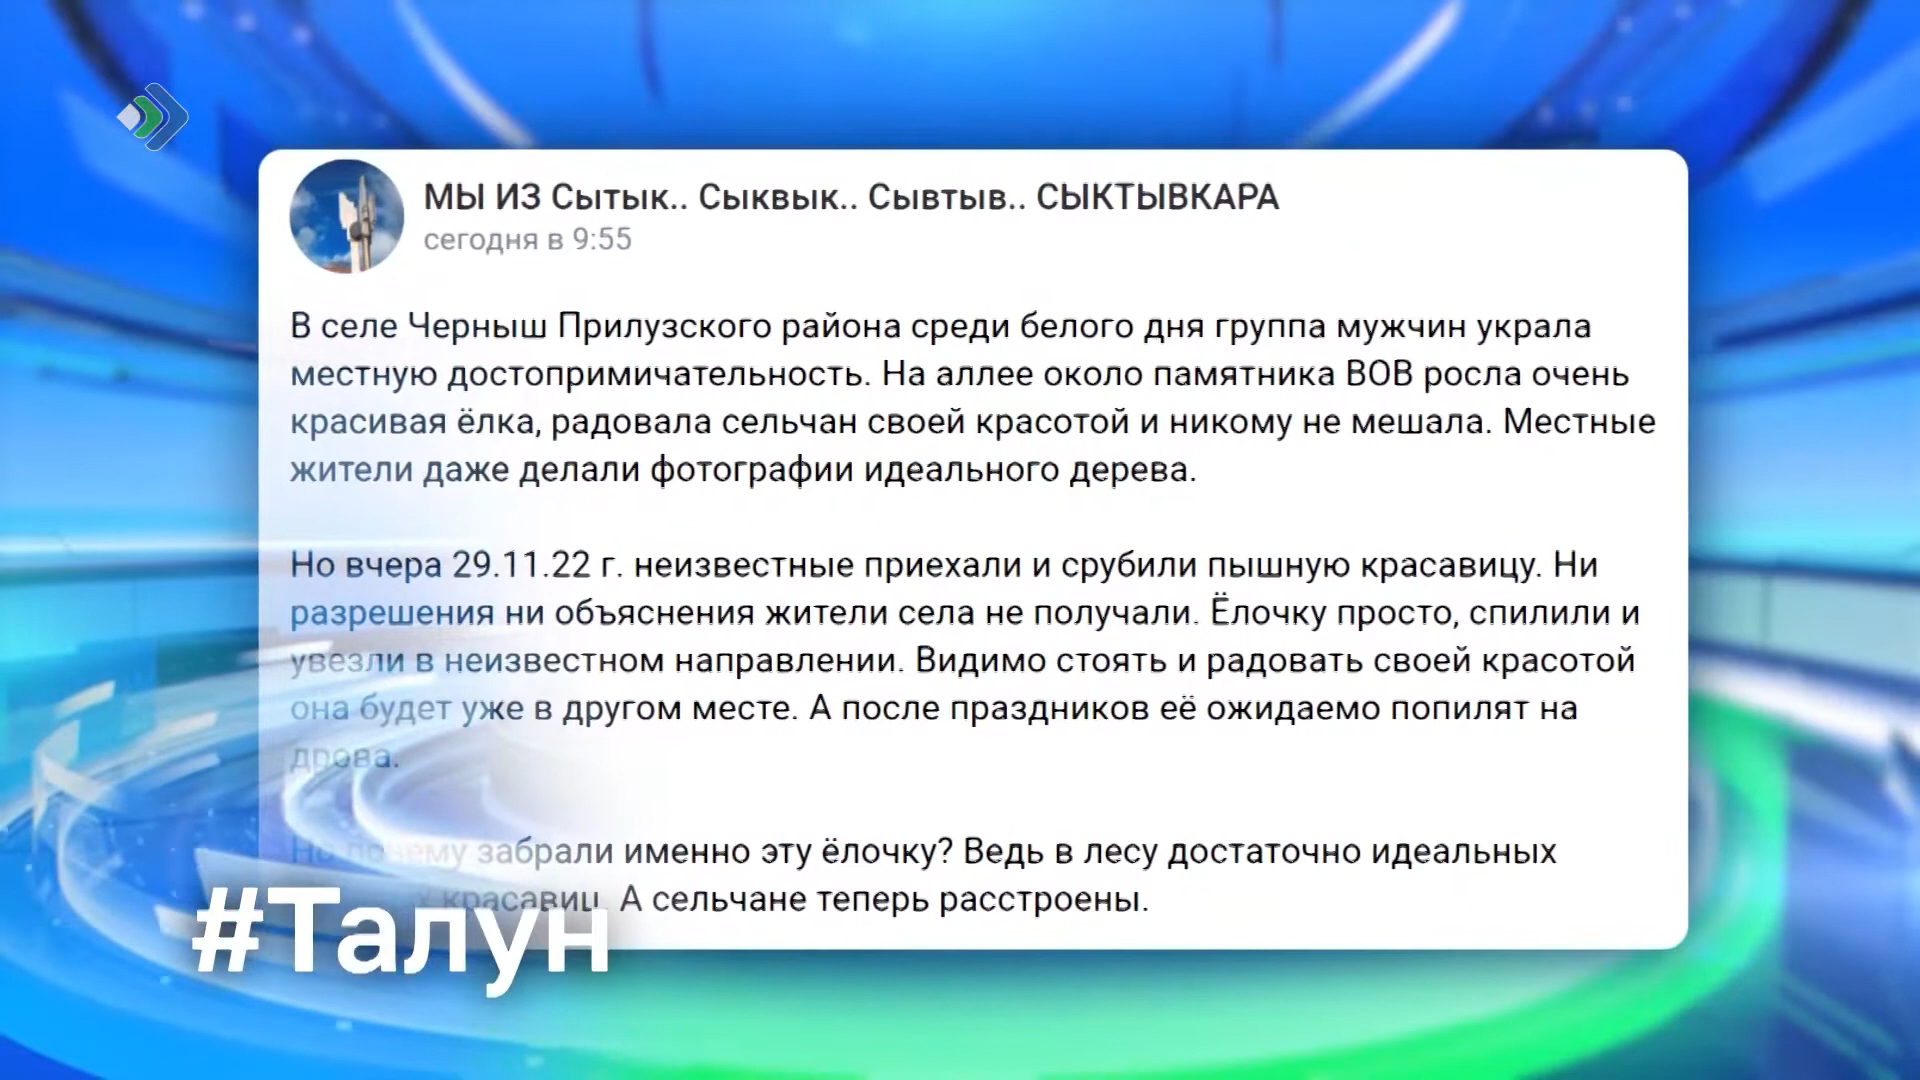 МЫ ИЗ Сытык.. Сыквык.. Сывтыв.. СЫКТЫВКАРА
сегодня в 9:55
В селе Черныш Прилузского района среди белого дня группа мужчин украла
местную достопримичательность. На аллее около памятника ВОВ росла очень
красивая ёлка, радовала сельчан своей красотой и никому не мешала. Местные
жители даже делали фотографии идеального дерева.
Но вчера 29.11.22 г. неизвестные приехали и срубили пышную красавицу. Ни
разрешения ни объяснения жители села не получали. Ёлочку просто, спилили и
увезли в неизвестном направлении. Видимо стоять и радовать своей красотой
она будет уже в другом месте. А после праздников её ожидаемо попилят на
дрова.
Но почему забрали именно эту ёлочку? Ведь в лесу достаточно идеальных
красавиц. А сельчане теперь расстроены.
#Талун